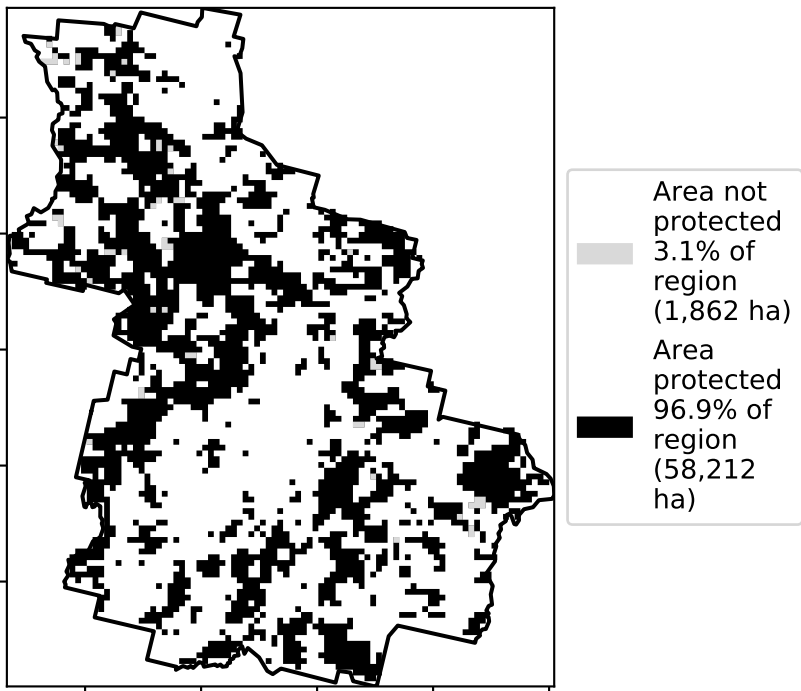 Area not
protected
3.1% of
region
(1,862 ha)
Area
protected
96.9% of
region
(58,212
ha)